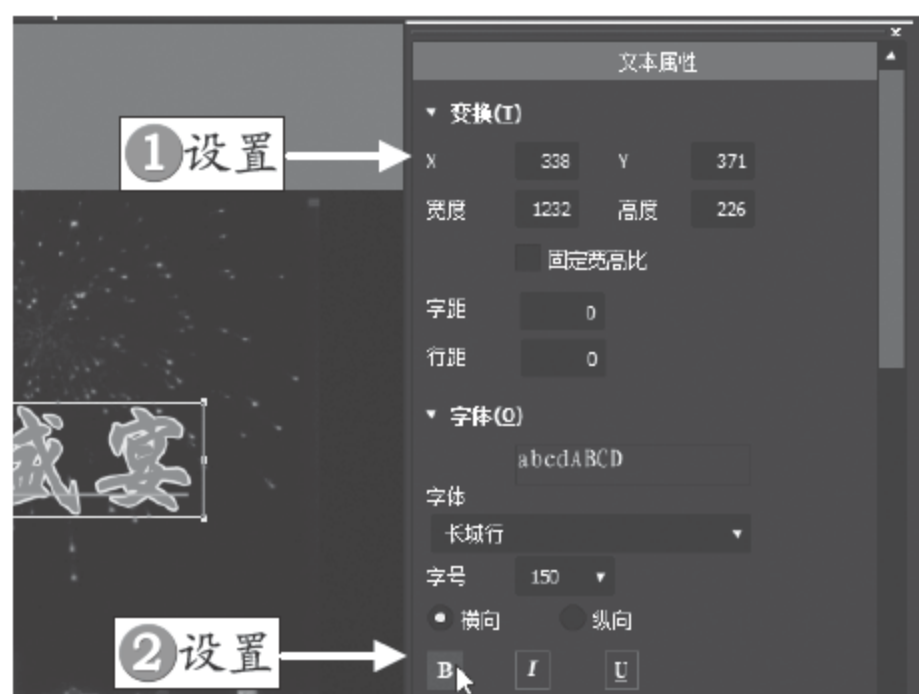 文本属性
变换(T)
1设置
X 338 Y 371
宽度 1232 高度 226
固定宽高比
字距 0
行距 0
盛宴
字体(O)
abcdABCD
字体
长城行
字号 150
横向 纵向
2设置
B I U